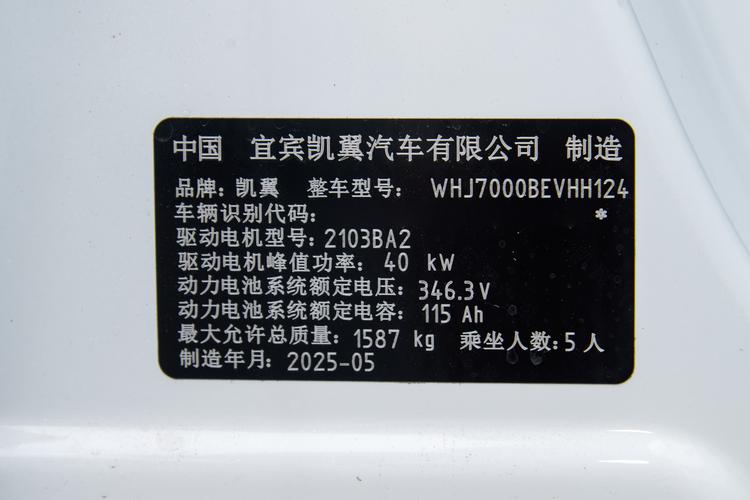 中国 宜宾凯翼汽车有限公司 制造
品牌: 凯翼 整车型号: WHJ7000BEVHH124
车辆识别代码: *
驱动电机型号: 2103BA2
驱动电机峰值功率: 40 kW
动力电池系统额定电压: 346.3V
动力电池系统额定电容: 115 Ah
最大允许总质量: 1587 kg 乘坐人数: 5 人
制造年月: 2025-05